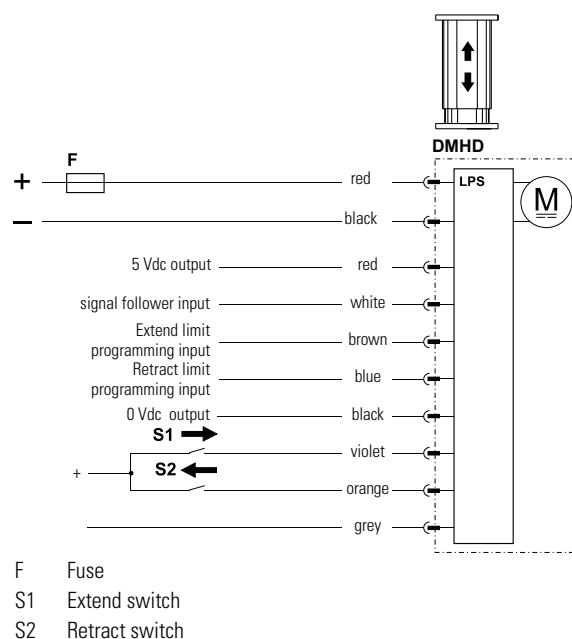 DMHD
F
+ red LPS
M
− black
5 Vdc output red
signal follower input white
Extend limit
programming input brown
Retract limit
programming input blue
0 Vdc output black
S1 violet
+ S2
orange
grey
F Fuse
S1 Extend switch
S2 Retract switch